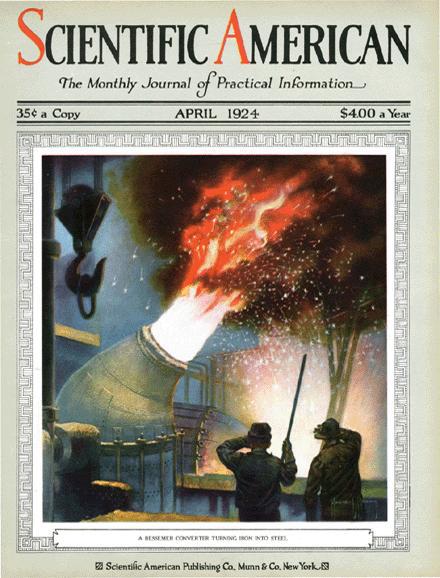 SCIENTIFIC AMERICAN
The Monthly Journal of Practical Information
35¢ a Copy APRIL 1924 $4.00 a Year
A BESSEMER CONVERTER TURNING IRON INTO STEEL
Scientific American Publishing Co., Munn & Co., New York